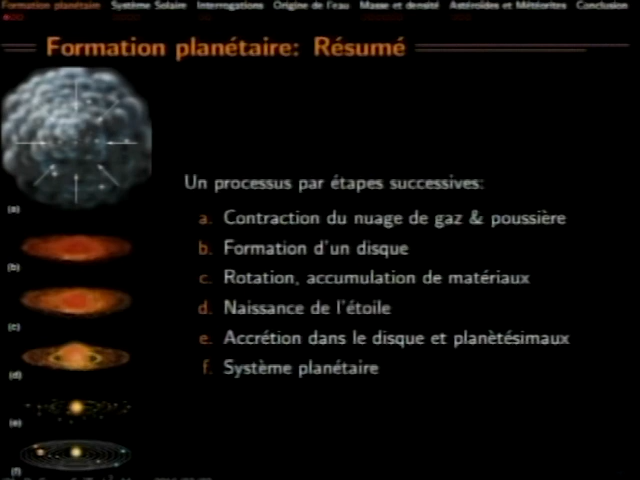 Formation planétaire Système Solaire Interrogations Origine de l'eau Masse et densité Astéroïdes et Météorites Conclusion
Formation planétaire: Résumé
Un processus par étapes successives:
a. Contraction du nuage de gaz & poussière
b. Formation d'un disque
c. Rotation, accumulation de matériaux
d. Naissance de l'étoile
e. Accrétion dans le disque et planètésimaux
f. Système planétaire
(a)
(b)
(c)
(d)
(e)
(f)